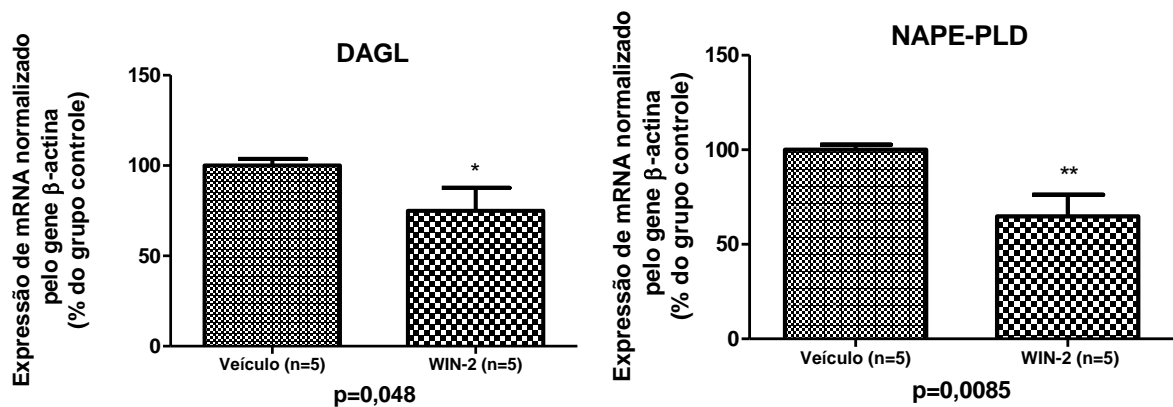 DAGL
Expressão de mRNA normalizado
pelo gene β-actina
(% do grupo controle)
150
100
50
0
*
Veículo (n=5)
WIN-2 (n=5)
p=0,048
NAPE-PLD
Expressão de mRNA normalizado
pelo gene β-actina
(% do grupo controle)
150
100
50
0
**
Veículo (n=5)
WIN-2 (n=5)
p=0,0085